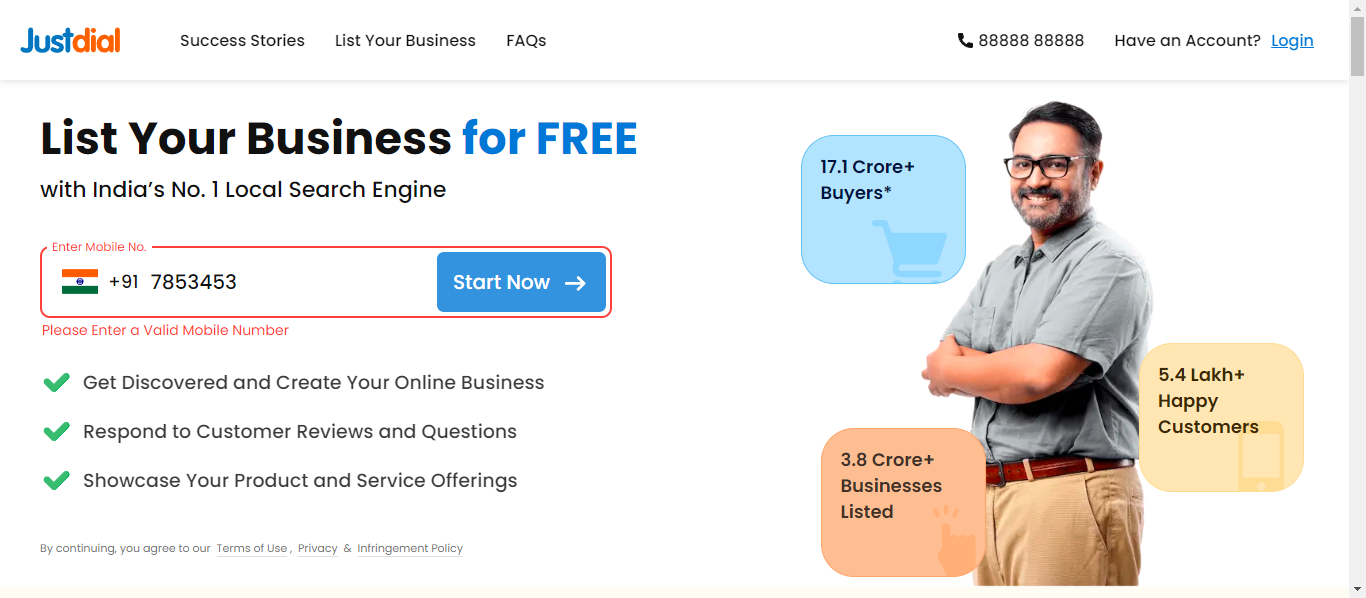 Justdial
Success Stories
List Your Business
FAQs
88888 88888
Have an Account? Login
List Your Business for FREE
with India’s No. 1 Local Search Engine
Enter Mobile No.
+91 7853453
Start Now
Please Enter a Valid Mobile Number
Get Discovered and Create Your Online Business
Respond to Customer Reviews and Questions
Showcase Your Product and Service Offerings
By continuing, you agree to our Terms of Use , Privacy & Infringement Policy
17.1 Crore+
Buyers*
5.4 Lakh+
Happy
Customers
3.8 Crore+
Businesses
Listed